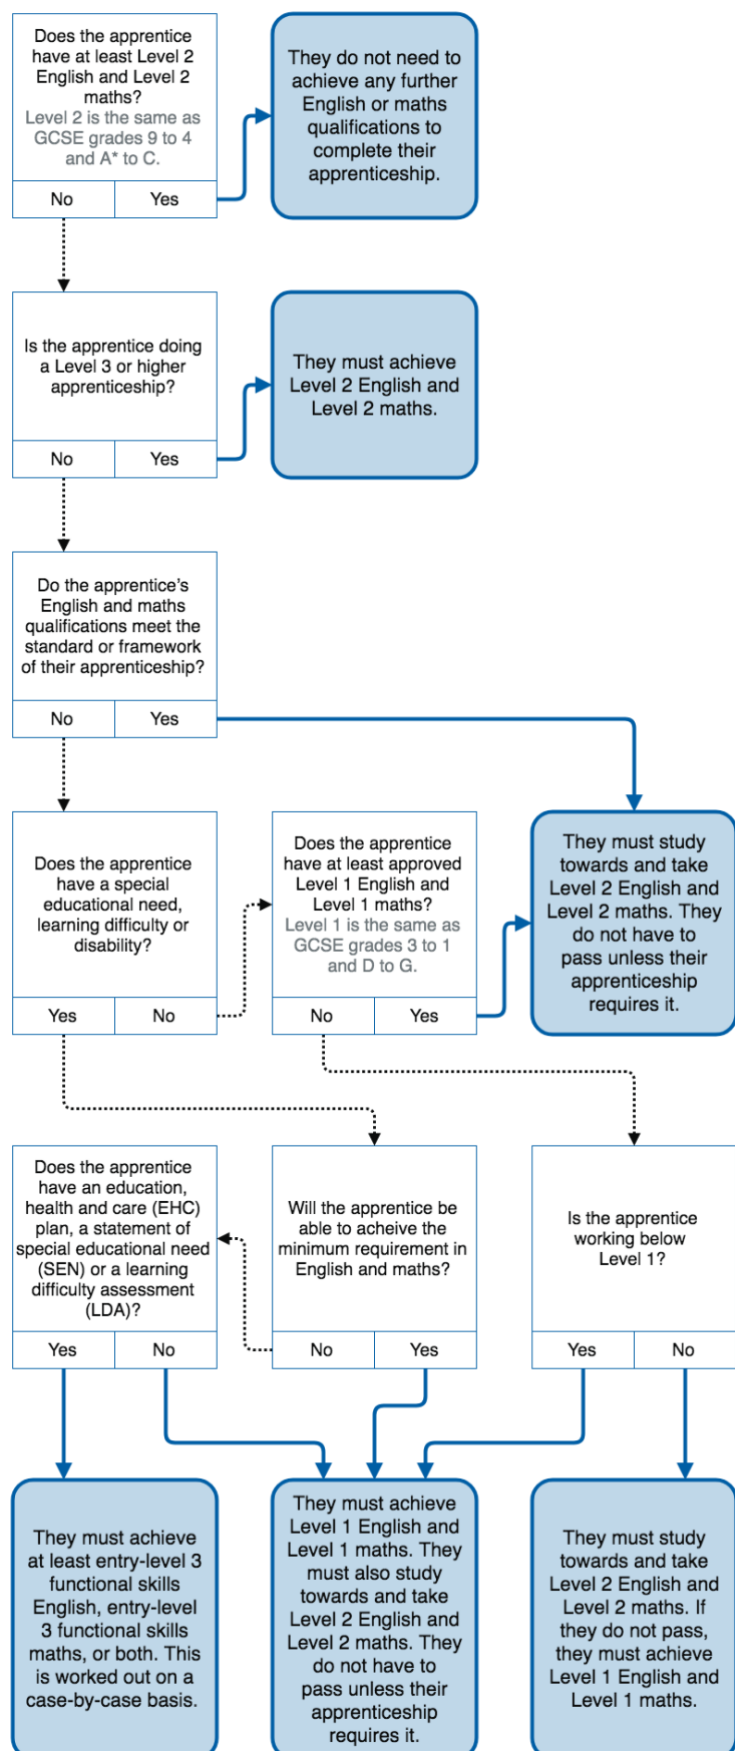 Does the apprentice
have at least Level 2
English and Level 2
maths?
Level 2 is the same as
GCSE grades 9 to 4
and A* to C.
No
Yes
They do not need to
achieve any further
English or maths
qualifications to
complete their
apprenticeship.
Is the apprentice doing
a Level 3 or higher
apprenticeship?
No
Yes
They must achieve
Level 2 English and
Level 2 maths.
Do the apprentice's
English and maths
qualifications meet the
standard or framework
of their apprenticeship?
No
Yes
Does the apprentice
have a special
educational need,
learning difficulty or
disability?
Yes
No
Does the apprentice
have at least approved
Level 1 English and
Level 1 maths?
Level 1 is the same as
GCSE grades 3 to 1
and D to G.
No
Yes
They must study
towards and take
Level 2 English and
Level 2 maths. They
do not have to
pass unless their
apprenticeship
requires it.
Does the apprentice
have an education,
health and care (EHC)
plan, a statement of
special educational need
(SEN) or a learning
difficulty assessment
(LDA)?
Yes
No
Will the apprentice be
able to acheive the
minimum requirement in
English and maths?
No
Yes
Is the apprentice
working below
Level 1?
Yes
No
They must achieve
at least entry-level 3
functional skills
English, entry-level
3 functional skills
maths, or both. This
is worked out on a
case-by-case basis.
They must achieve
Level 1 English and
Level 1 maths. They
must also study
towards and take
Level 2 English and
Level 2 maths. They
do not have to
pass unless their
apprenticeship
requires it.
They must study
towards and take
Level 2 English and
Level 2 maths. If
they do not pass,
they must achieve
Level 1 English and
Level 1 maths.